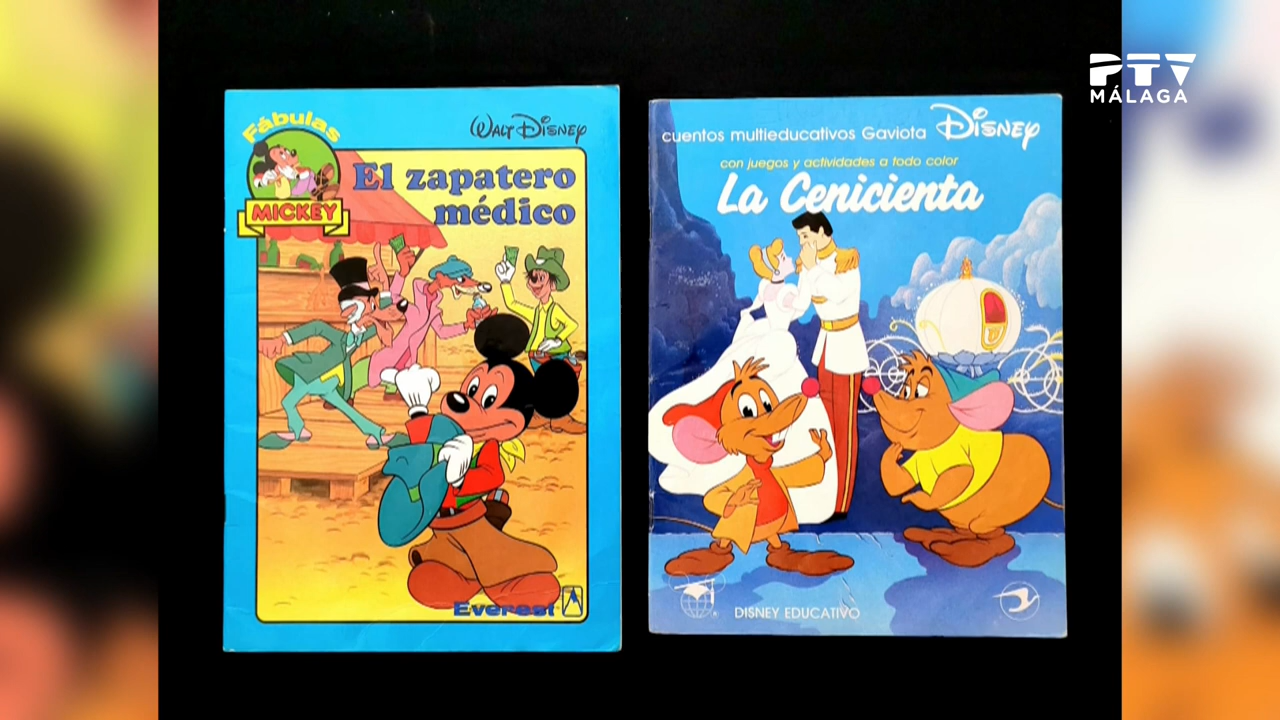 PTV
MÁLAGA
Fábulas
MICKEY
WALT DISNEY
El zapatero
médico
Everest
cuentos multieducativos Gaviota DISNEY
con juegos y actividades a todo color
La Cenicienta
DISNEY EDUCATIVO